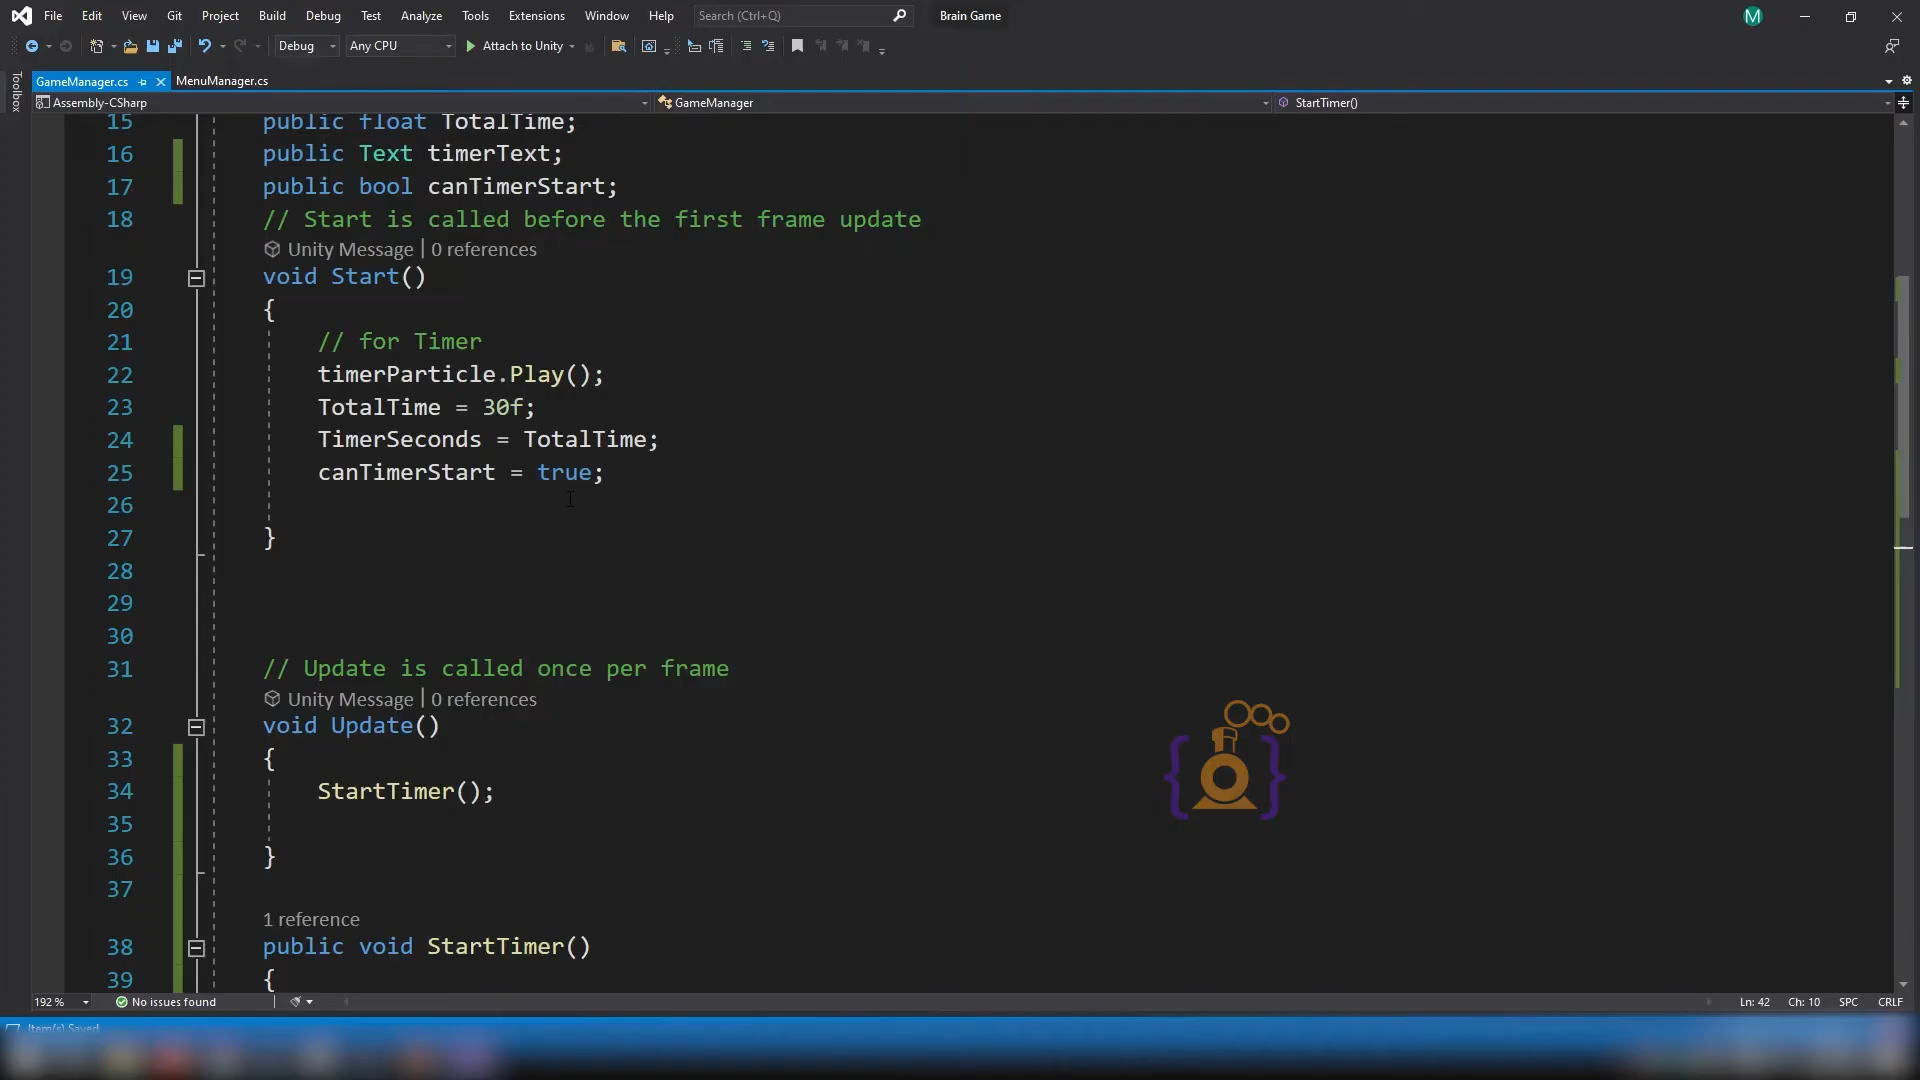 File Edit View Git Project Build Debug Test Analyze Tools Extensions Window Help Search (Ctrl+Q) Brain Game M
Debug Any CPU Attach to Unity
Toolbox
GameManager.cs MenuManager.cs
Assembly-CSharp GameManager StartTimer()
15 public float TotalTime;
16 public Text timerText;
17 public bool canTimerStart;
18 // Start is called before the first frame update
Unity Message | 0 references
19 void Start()
20 {
21 // for Timer
22 timerParticle.Play();
23 TotalTime = 30f;
24 TimerSeconds = TotalTime;
25 canTimerStart = true;
26
27 }
28
29
30
31 // Update is called once per frame
Unity Message | 0 references
32 void Update()
33 {
34 StartTimer();
35
36 }
37
1 reference
38 public void StartTimer()
39 {
192 % No issues found Ln: 42 Ch: 10 SPC CRLF
Item(s) Saved